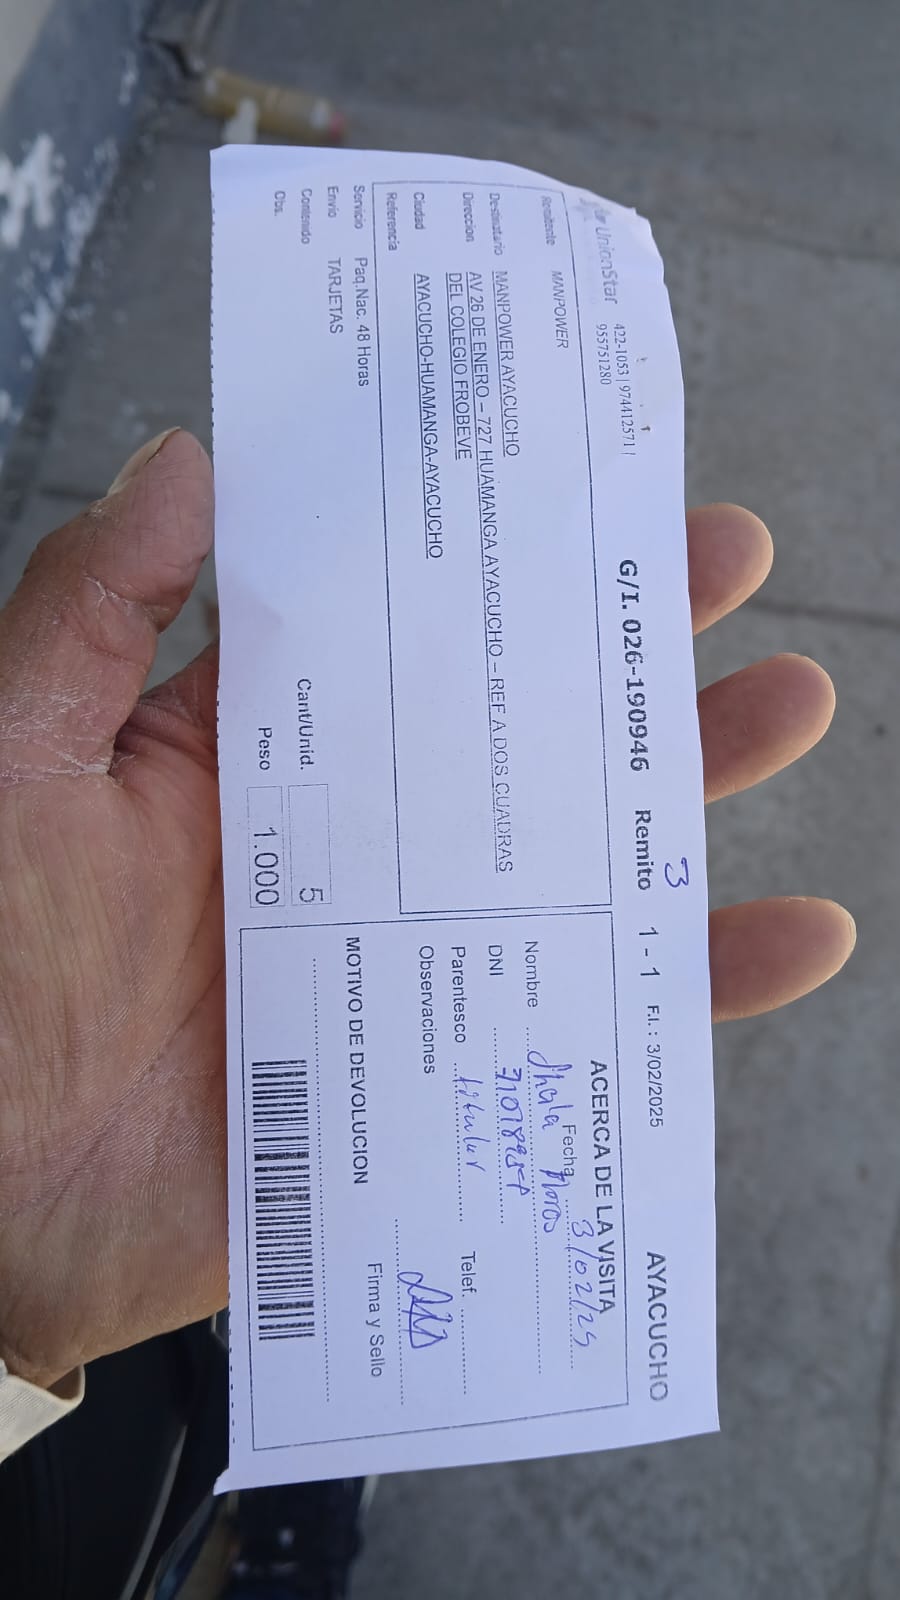 UnionStar
422-1053 | 974412571 |
955751280
G/I. 026-190946 Remito 1 - 1 F.I.: 3/02/2025 AYACUCHO
3
Remitente MANPOWER
Destinatario MANPOWER AYACUCHO
Direccion AV 26 DE ENERO – 727 HUAMANGA AYACUCHO – REF A DOS CUADRAS
DEL COLEGIO FROBEVE
Ciudad AYACUCHO-HUAMANGA-AYACUCHO
Referencia
Servicio Paq.Nac. 48 Horas
Envio TARJETAS
Contenido
Obs.
Cant/Unid. 5
Peso 1.000
ACERCA DE LA VISITA
Fecha 3/02/25
Nombre
DNI
Parentesco titular Telef.
Observaciones
Firma y Sello
MOTIVO DE DEVOLUCION